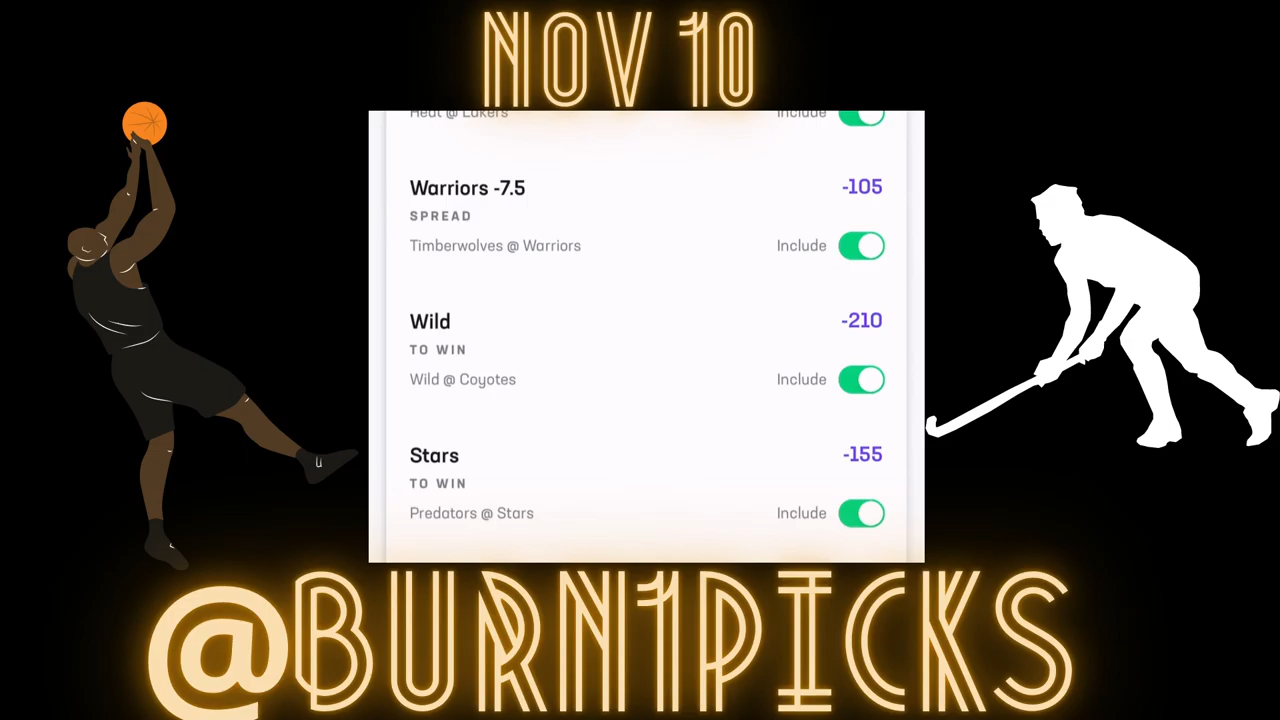 NOV 10
Heat @ Lakers
Include
Warriors -7.5
-105
SPREAD
Timberwolves @ Warriors
Include
Wild
-210
TO WIN
Wild @ Coyotes
Include
Stars
-155
TO WIN
Predators @ Stars
Include
@BURN1PICKS